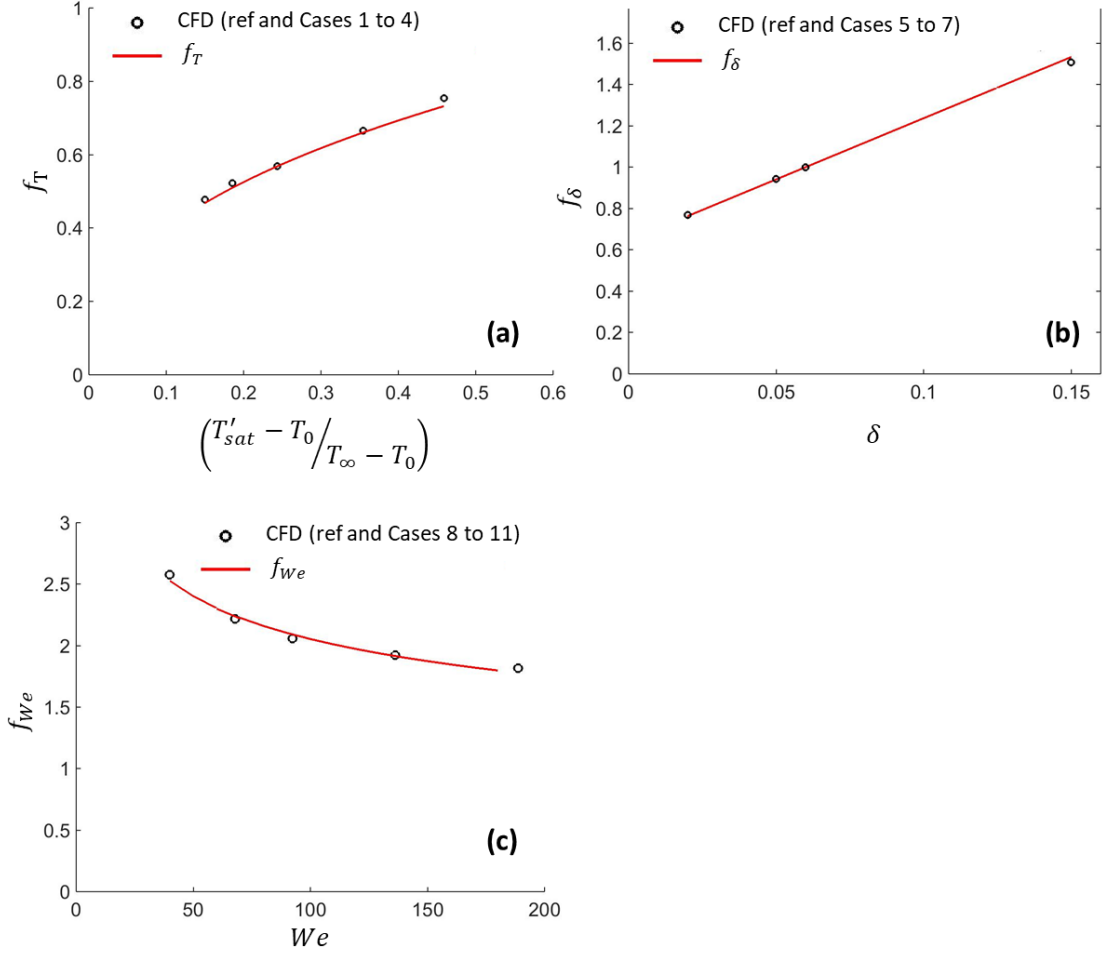 CFD (ref and Cases 1 to 4)
f_T
1
0.8
0.6
0.4
0.2
0
f_T
(a)
0 0.1 0.2 0.3 0.4 0.5 0.6
(T'_sat − T_0 / T_∞ − T_0)
CFD (ref and Cases 5 to 7)
f_δ
1.6
1.4
1.2
1
0.8
0.6
0.4
0.2
0
f_δ
(b)
0 0.05 0.1 0.15
δ
CFD (ref and Cases 8 to 11)
f_We
3
2.5
2
1.5
1
0.5
0
f_We
(c)
0 50 100 150 200
We